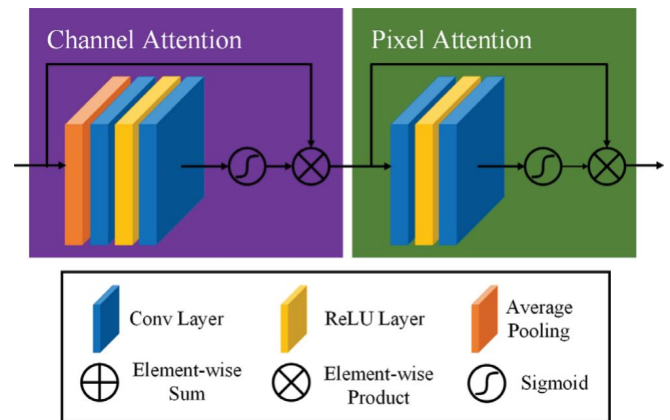 Channel Attention
Pixel Attention
Conv Layer
ReLU Layer
Average
Pooling
Element-wise
Sum
Element-wise
Product
Sigmoid